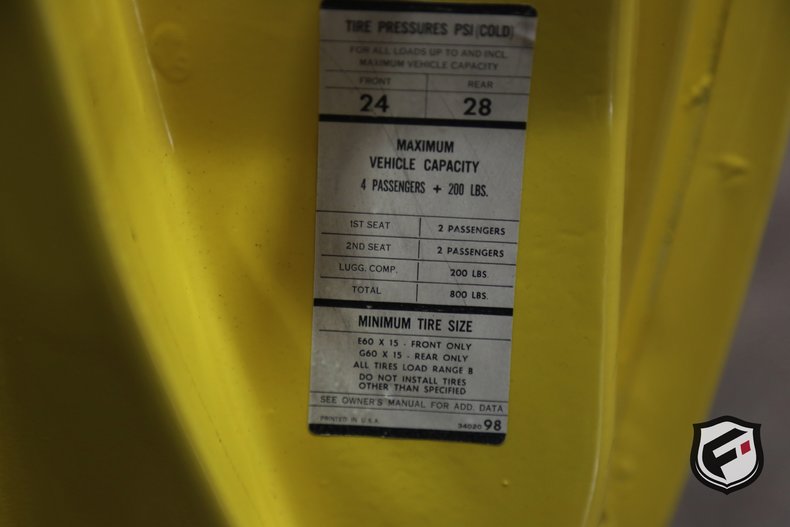 TIRE PRESSURES PSI (COLD)
FOR ALL LOADS UP TO AND INCL.
MAXIMUM VEHICLE CAPACITY
FRONT REAR
24 28
MAXIMUM
VEHICLE CAPACITY
4 PASSENGERS + 200 LBS.
1ST SEAT 2 PASSENGERS
2ND SEAT 2 PASSENGERS
LUGG. COMP. 200 LBS.
TOTAL 800 LBS.
MINIMUM TIRE SIZE
E60 X 15 - FRONT ONLY
G60 X 15 - REAR ONLY
ALL TIRES LOAD RANGE B
DO NOT INSTALL TIRES
OTHER THAN SPECIFIED
SEE OWNER'S MANUAL FOR ADD. DATA
PRINTED IN U.S.A. 3402098